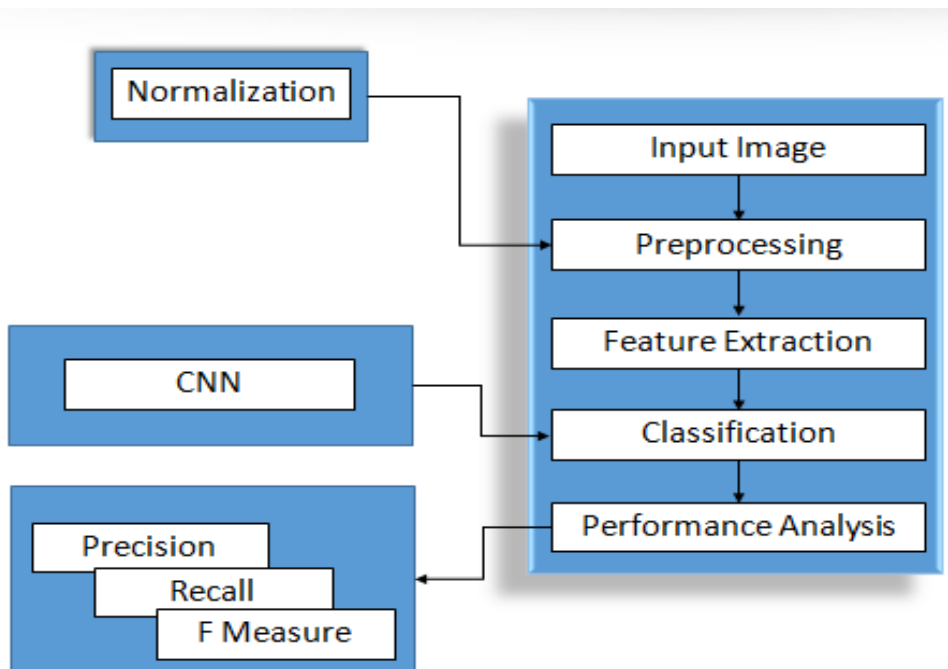 Normalization
Input Image
Preprocessing
Feature Extraction
CNN
Classification
Performance Analysis
Precision
Recall
F Measure